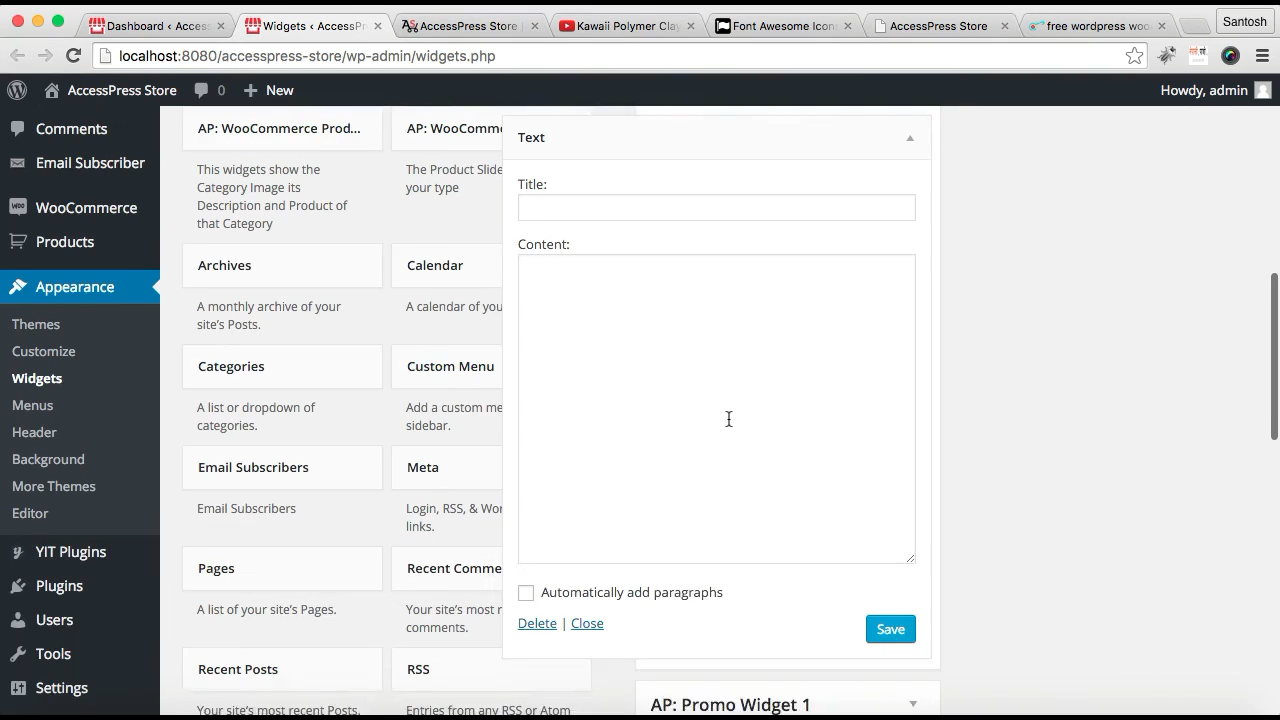 Dashboard ‹ Access
Widgets ‹ AccessPr
AccessPress Store |
Kawaii Polymer Clay
Font Awesome Icons
AccessPress Store
free wordpress woo
Santosh
localhost:8080/accesspress-store/wp-admin/widgets.php
AccessPress Store
0
New
Howdy, admin
Comments
Email Subscriber
WooCommerce
Products
Appearance
Themes
Customize
Widgets
Menus
Header
Background
More Themes
Editor
YIT Plugins
Plugins
Users
Tools
Settings
AP: WooCommerce Prod...
This widgets show the
Category Image its
Description and Product of
that Category
AP: WooComme
The Product Slide
your type
Archives
A monthly archive of your
site's Posts.
Calendar
A calendar of you
Categories
A list or dropdown of
categories.
Custom Menu
Add a custom me
sidebar.
Email Subscribers
Email Subscribers
Meta
Login, RSS, & Wor
links.
Pages
A list of your site's Pages.
Recent Comme
Your site's most r
comments.
Recent Posts
Your site's most recent Posts.
RSS
Entries from any RSS or Atom
Text
Title:
Content:
Automatically add paragraphs
Delete | Close
Save
AP: Promo Widget 1